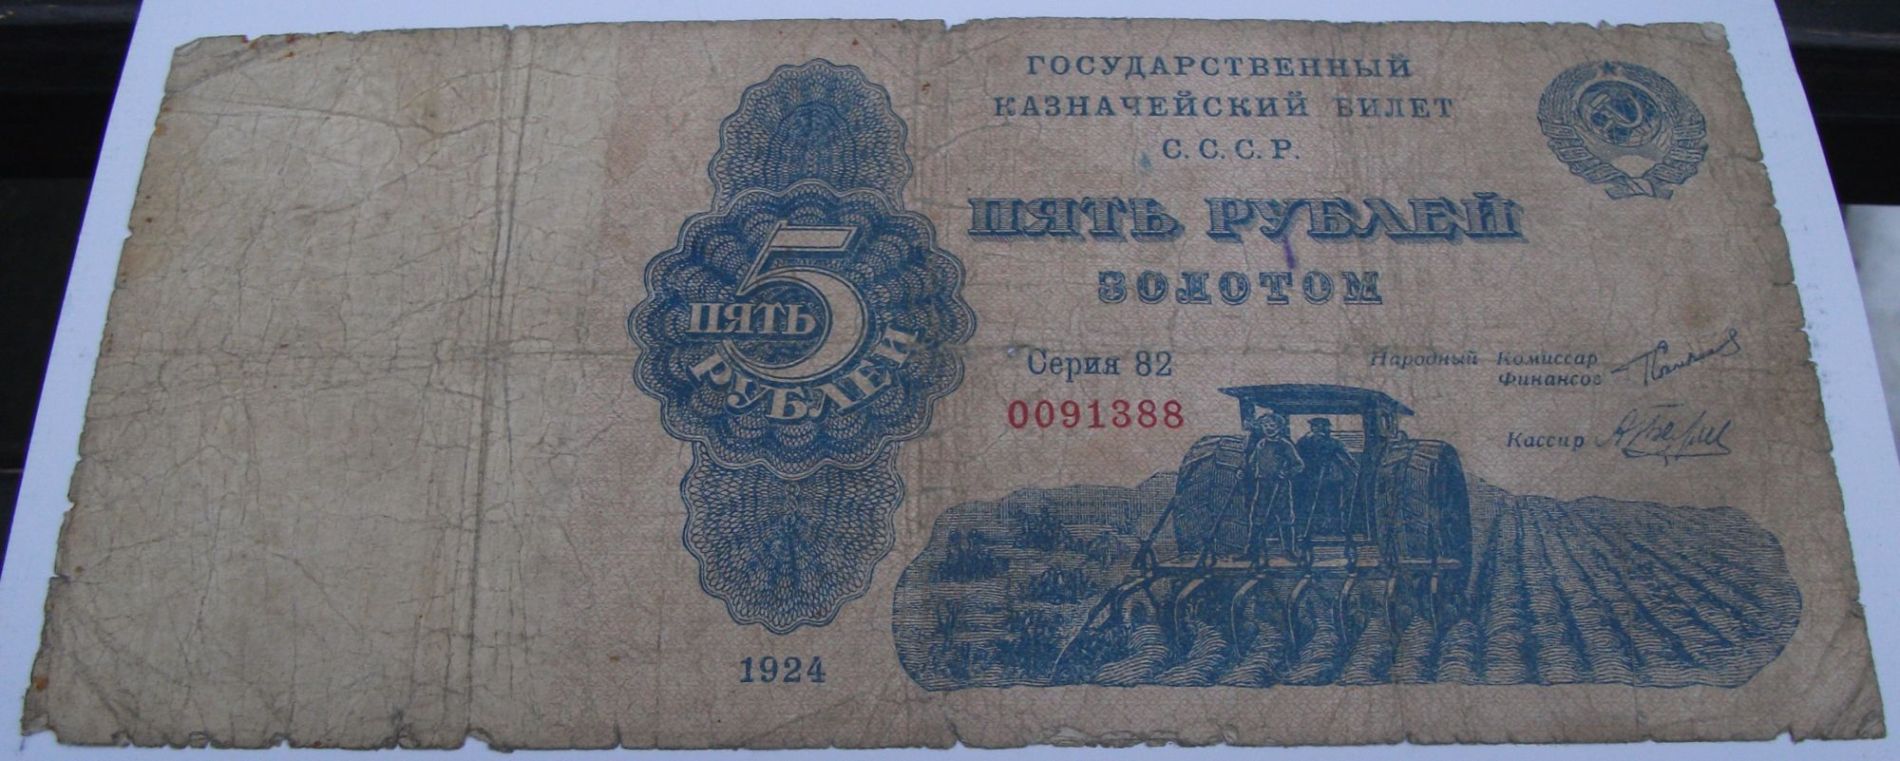 ГОСУДАРСТВЕННЫЙ
КАЗНАЧЕЙСКИЙ БИЛЕТ
С. С. С. Р.
ПЯТЬ РУБЛЕЙ
ЗОЛОТОМ
5
ПЯТЬ
РУБЛЕЙ
Серия 82
0091388
Народный Комиссар
Финансов
Кассир
1924